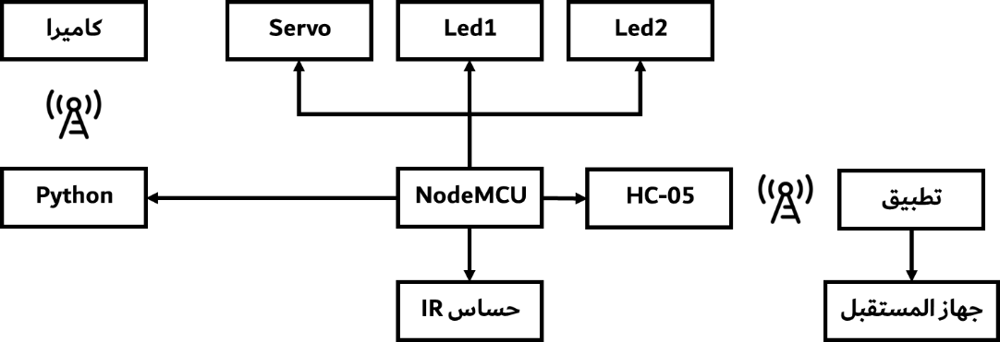 كاميرا
Servo
Led1
Led2
Python
NodeMCU
HC-05
تطبيق
حساس IR
جهاز المستقبل